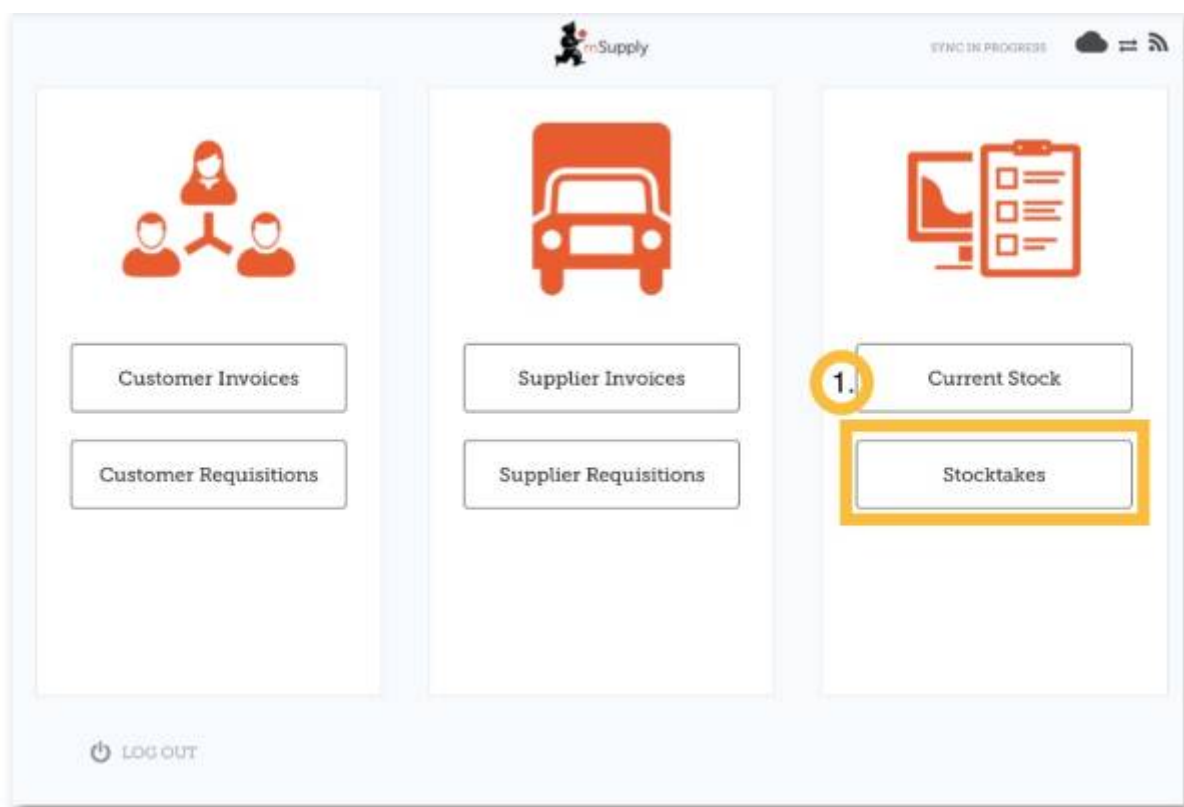 mSupply
SYNC IN PROGRESS
Customer Invoices
Customer Requisitions
Supplier Invoices
Supplier Requisitions
1.
Current Stock
Stocktakes
LOG OUT